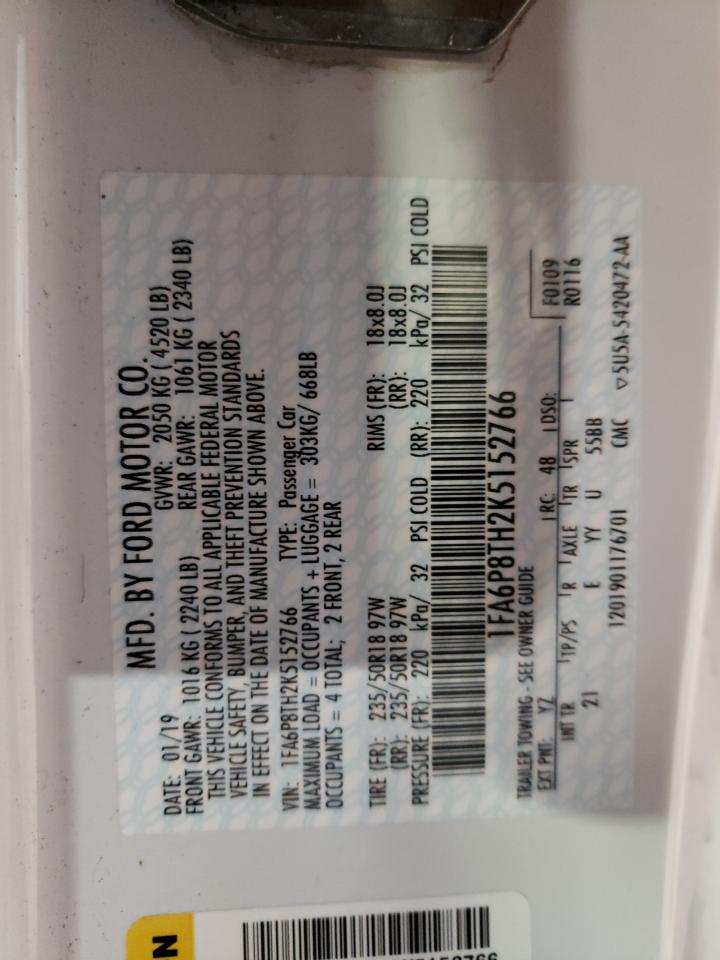 MFD. BY FORD MOTOR CO.
DATE: 01/19 GVWR: 2050 KG ( 4520 LB)
FRONT GAWR: 1016 KG ( 2240 LB) REAR GAWR: 1061 KG ( 2340 LB)
THIS VEHICLE CONFORMS TO ALL APPLICABLE FEDERAL MOTOR
VEHICLE SAFETY, BUMPER, AND THEFT PREVENTION STANDARDS
IN EFFECT ON THE DATE OF MANUFACTURE SHOWN ABOVE.
VIN: 1FA6P8TH2K5152766 TYPE: Passenger Car
MAXIMUM LOAD = OCCUPANTS + LUGGAGE = 303KG/ 668LB
OCCUPANTS = 4 TOTAL; 2 FRONT, 2 REAR
TIRE (FR): 235/50R18 97W RIMS (FR): 18x8.0J
(RR): 235/50R18 97W (RR): 18x8.0J
PRESSURE (FR): 220 kPa/ 32 PSI COLD (RR): 220 kPa/ 32 PSI COLD
1FA6P8TH2K5152766
TRAILER TOWING - SEE OWNER GUIDE
EXT PNT: YZ RC: 48 DSO: F0109
R0116
INT TR TP/PS R AXLE TR SPR
21 E YY U 55BB
1201901176701 CMC ▽5U5A-5420472-AA
N